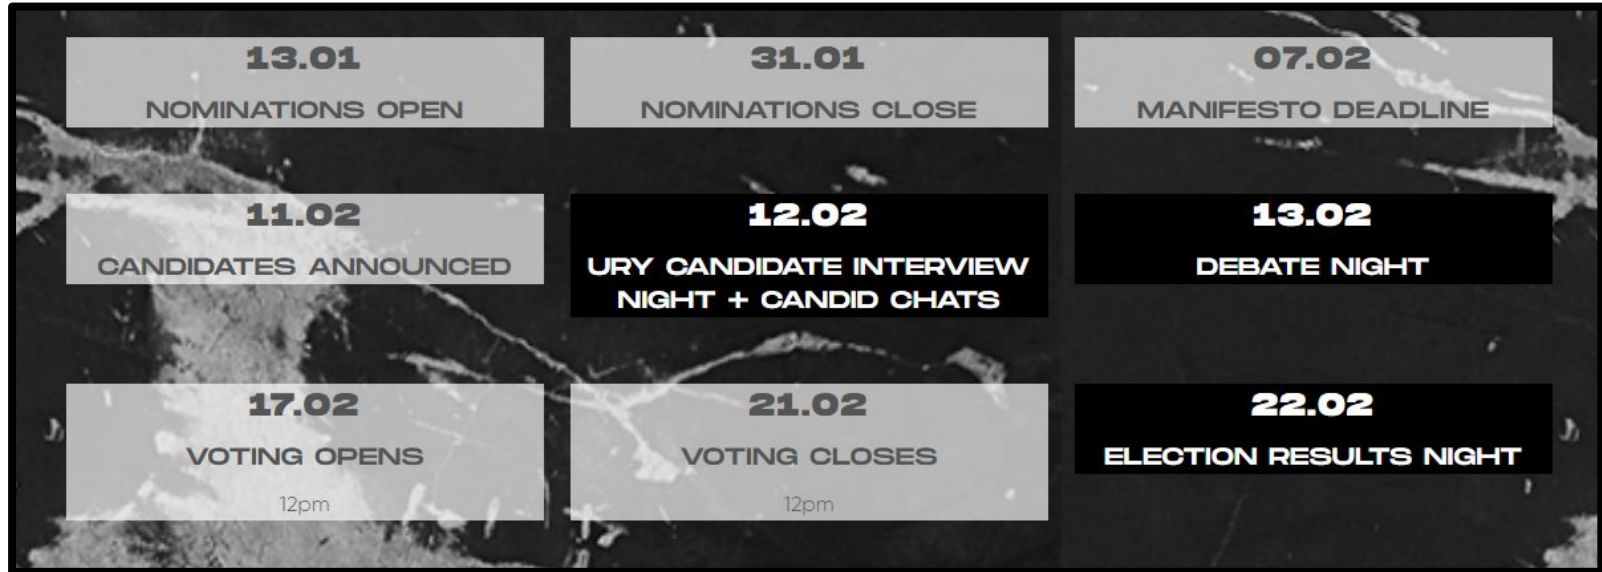 13.01
NOMINATIONS OPEN
31.01
NOMINATIONS CLOSE
07.02
MANIFESTO DEADLINE
11.02
CANDIDATES ANNOUNCED
12.02
URY CANDIDATE INTERVIEW
NIGHT + CANDID CHATS
13.02
DEBATE NIGHT
17.02
VOTING OPENS
12pm
21.02
VOTING CLOSES
12pm
22.02
ELECTION RESULTS NIGHT